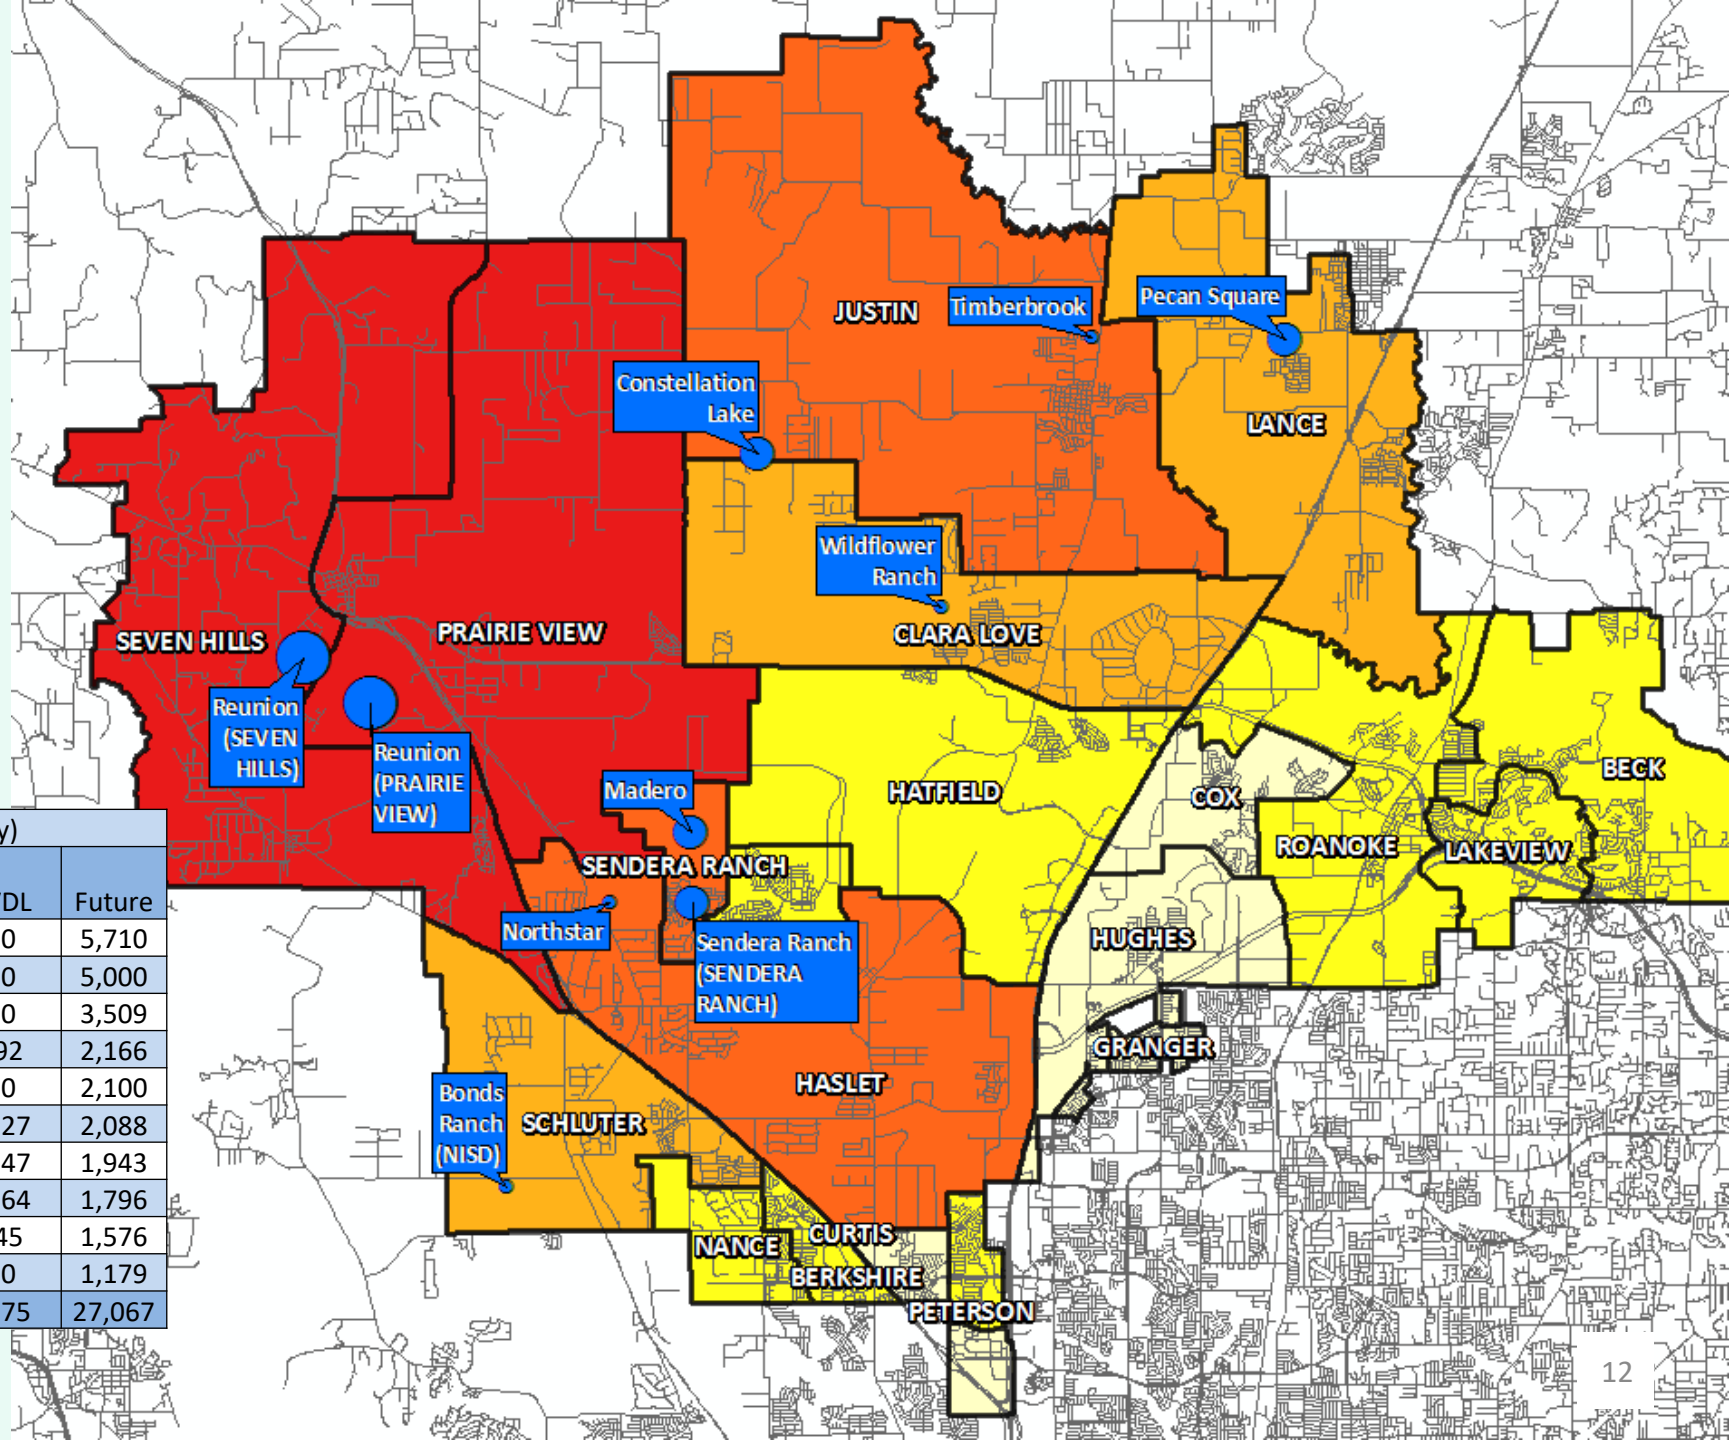 JUSTIN
Timberbrook
Pecan Square
Constellation
Lake
LANCE
Wildflower
Ranch
SEVEN HILLS
PRAIRIE VIEW
CLARA LOVE
Reunion
(SEVEN
HILLS)
Reunion
(PRAIRIE
VIEW)
Madero
HATFIELD
COX
BECK
ROANOKE
LAKEVIEW
SENDERA RANCH
Northstar
Sendera Ranch
(SENDERA
RANCH)
HUGHES
GRANGER
HASLET
Bonds
Ranch
(NISD)
SCHLUTER
NANCE
CURTIS
BERKSHIRE
PETERSON
y)
VDL Future
0 5,710
0 5,000
0 3,509
92 2,166
0 2,100
27 2,088
47 1,943
64 1,796
45 1,576
0 1,179
75 27,067
12